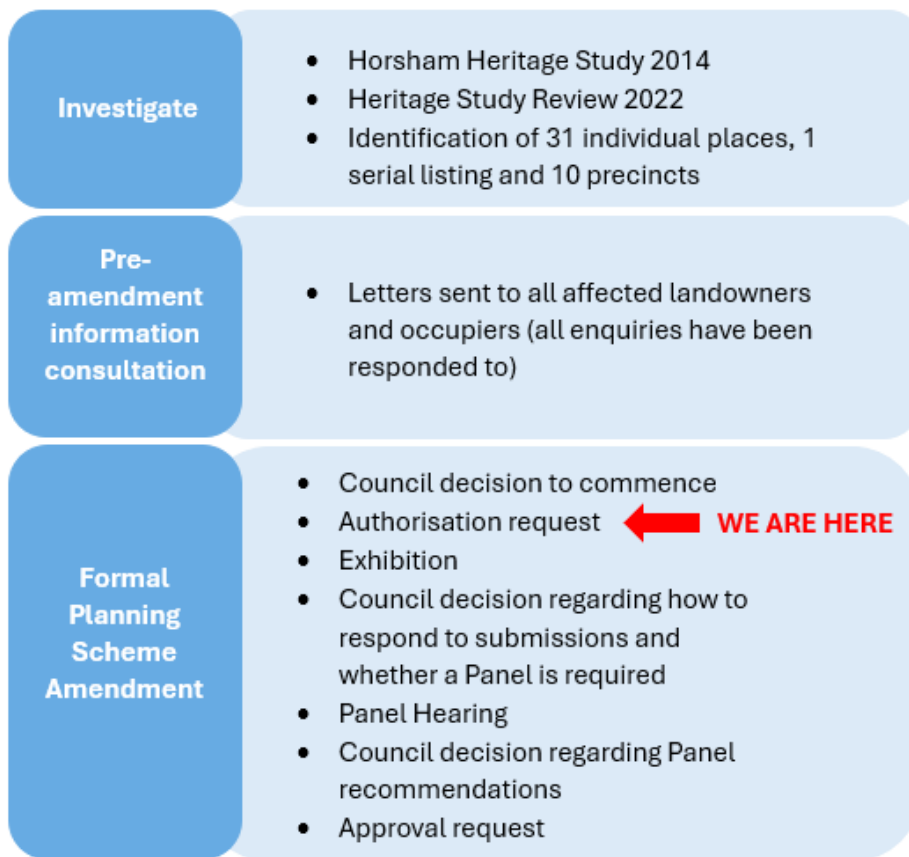 Investigate
• Horsham Heritage Study 2014
• Heritage Study Review 2022
• Identification of 31 individual places, 1
serial listing and 10 precincts
Pre-
amendment
information
consultation
• Letters sent to all affected landowners
and occupiers (all enquiries have been
responded to)
Formal
Planning
Scheme
Amendment
• Council decision to commence
• Authorisation request WE ARE HERE
• Exhibition
• Council decision regarding how to
respond to submissions and
whether a Panel is required
• Panel Hearing
• Council decision regarding Panel
recommendations
• Approval request